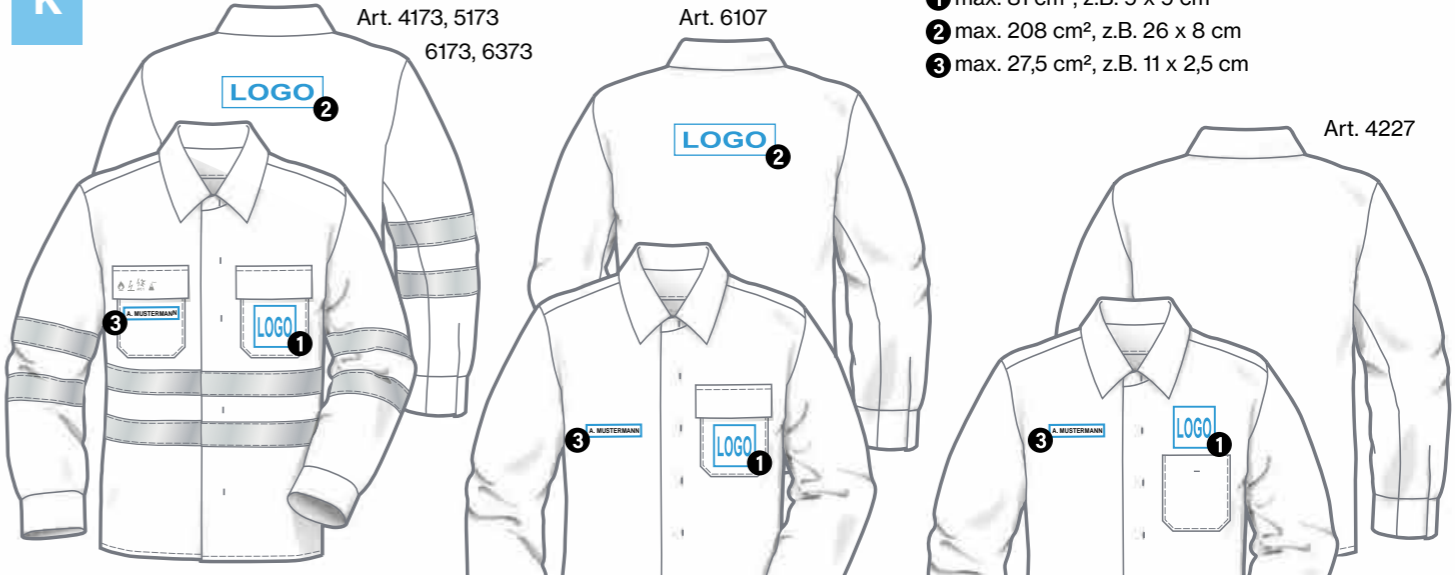 K
Art. 4173, 5173
6173, 6373
Art. 6107
2 max. 208 cm², z.B. 26 x 8 cm
3 max. 27,5 cm², z.B. 11 x 2,5 cm
Art. 4227
LOGO 2
LOGO 2
3 A. MUSTERMANN
LOGO 1
3 A. MUSTERMANN
LOGO 1
3 A. MUSTERMANN
LOGO 1